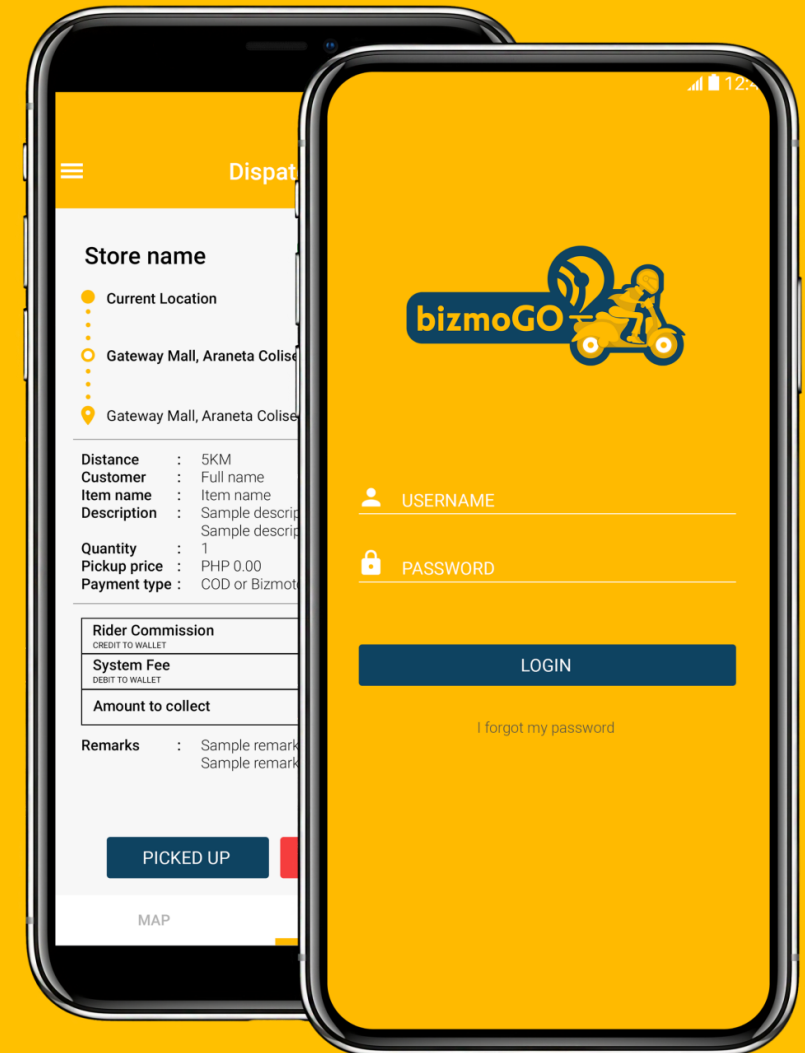 Dispat
Store name
Current Location
Gateway Mall, Araneta Colise
Gateway Mall, Araneta Colise
Distance : 5KM
Customer : Full name
Item name : Item name
Description : Sample descrip
Sample descrip
Quantity : 1
Pickup price : PHP 0.00
Payment type : COD or Bizmot
Rider Commission
CREDIT TO WALLET
System Fee
DEBIT TO WALLET
Amount to collect
Remarks : Sample remark
Sample remark
PICKED UP
MAP
12:
bizmoGO
USERNAME
PASSWORD
LOGIN
I forgot my password